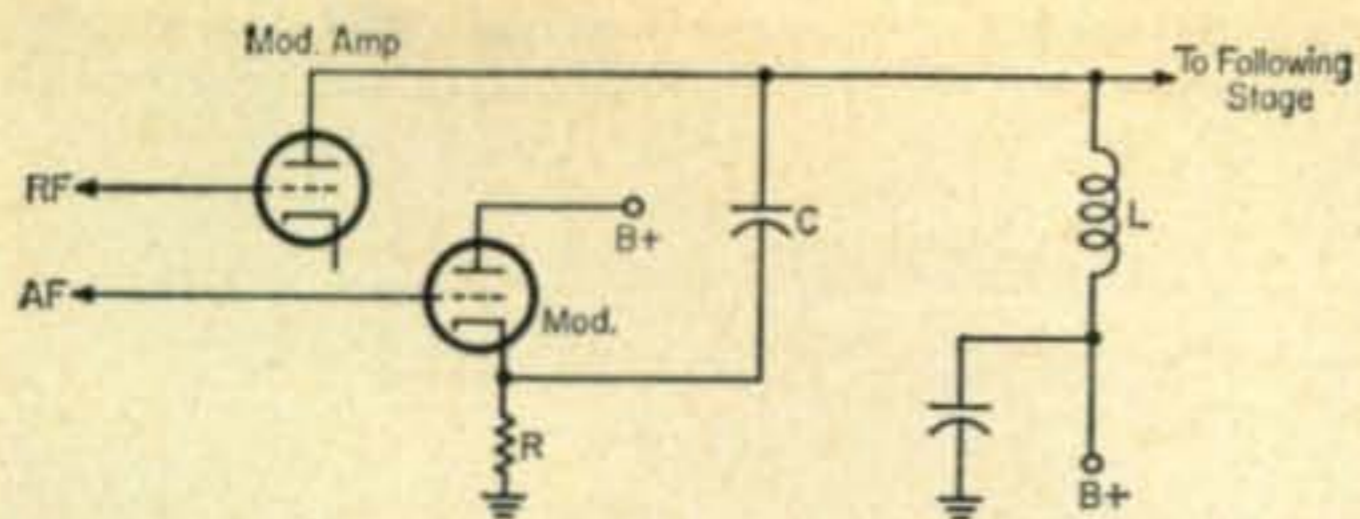 Mod. Amp
To Following
Stage
RF
B+
C
L
AF
Mod.
R
B+